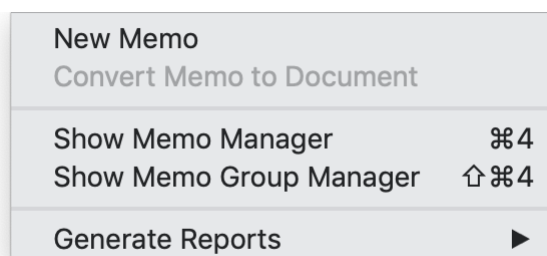 New Memo
Convert Memo to Document
Show Memo Manager ⌘4
Show Memo Group Manager ⇧⌘4
Generate Reports ▶